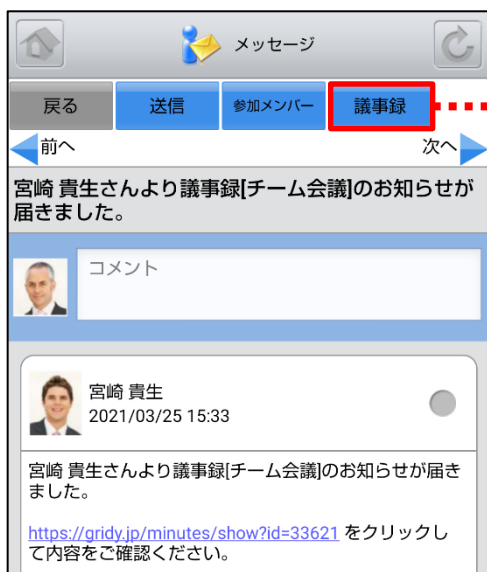 メッセージ
戻る 送信 参加メンバー 議事録
前へ 次へ
宮崎 貴生さんより議事録[チーム会議]のお知らせが
届きました。
コメント
宮崎 貴生
2021/03/25 15:33
宮崎 貴生さんより議事録[チーム会議]のお知らせが届き
ました。
https://gridy.jp/minutes/show?id=33621 をクリックし
て内容をご確認ください。